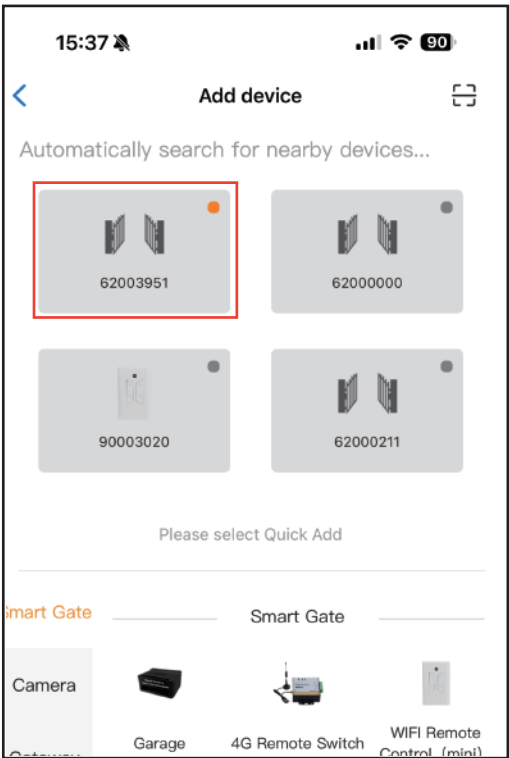 15:37
90
Add device
Automatically search for nearby devices...
62003951
62000000
90003020
62000211
Please select Quick Add
Smart Gate
Smart Gate
Camera
Garage
4G Remote Switch
WIFI Remote
Control (mini)
Gateway